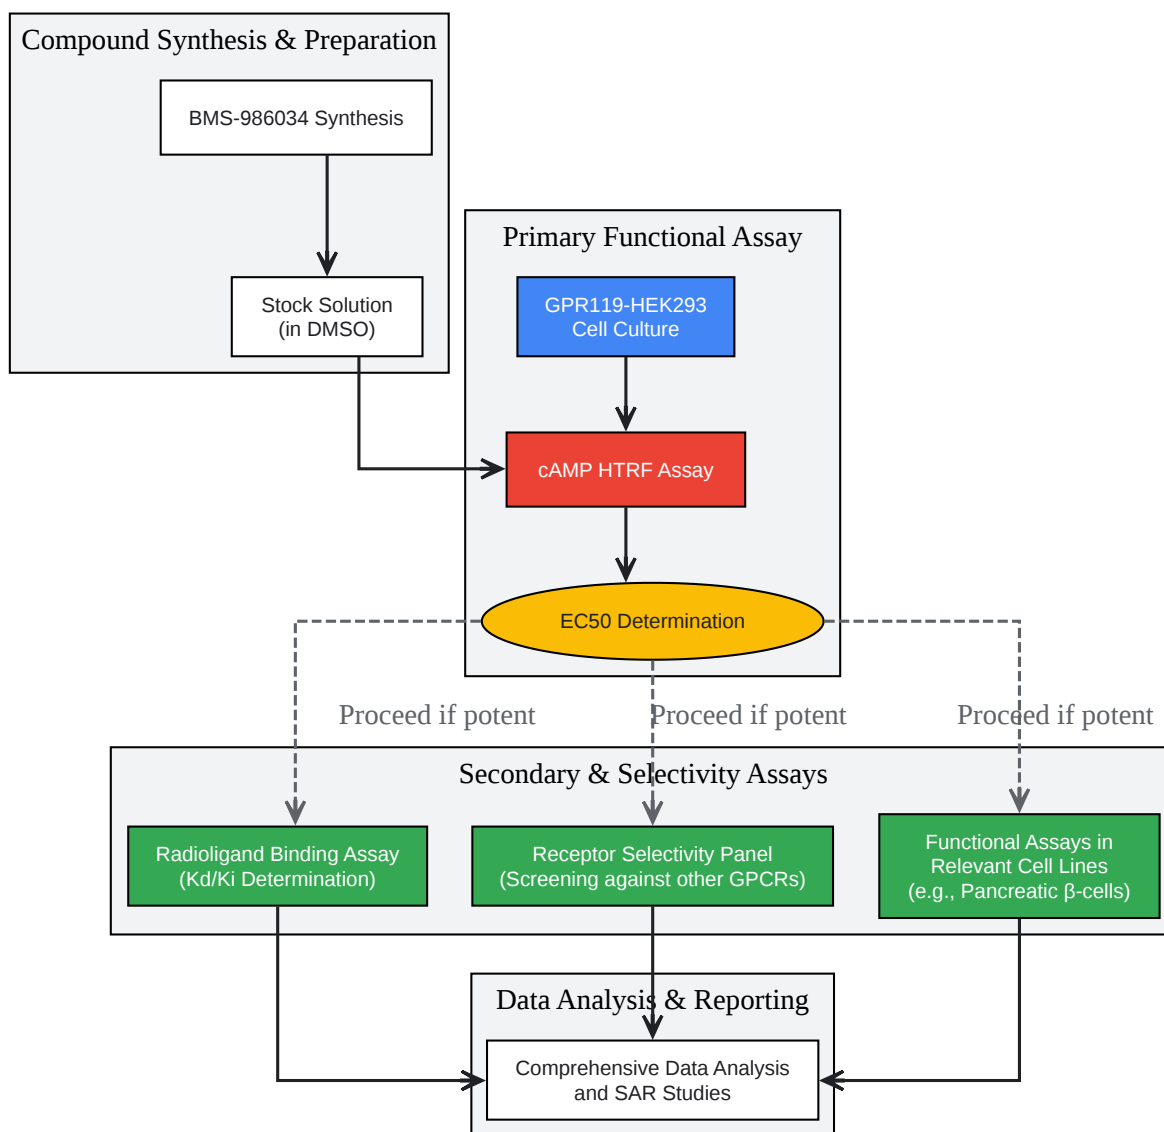 Compound Synthesis & Preparation
BMS-986034 Synthesis
Stock Solution
(in DMSO)
Primary Functional Assay
GPR119-HEK293
Cell Culture
cAMP HTRF Assay
EC50 Determination
Proceed if potent
Proceed if potent
Proceed if potent
Secondary & Selectivity Assays
Radioligand Binding Assay
(Kd/Ki Determination)
Receptor Selectivity Panel
(Screening against other GPCRs)
Functional Assays in
Relevant Cell Lines
(e.g., Pancreatic β-cells)
Data Analysis & Reporting
Comprehensive Data Analysis
and SAR Studies